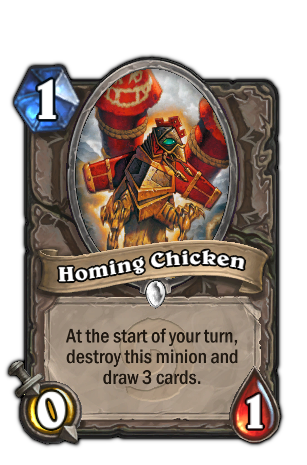 1
Homing Chicken
At the start of your turn,
destroy this minion and
draw 3 cards.
0
1